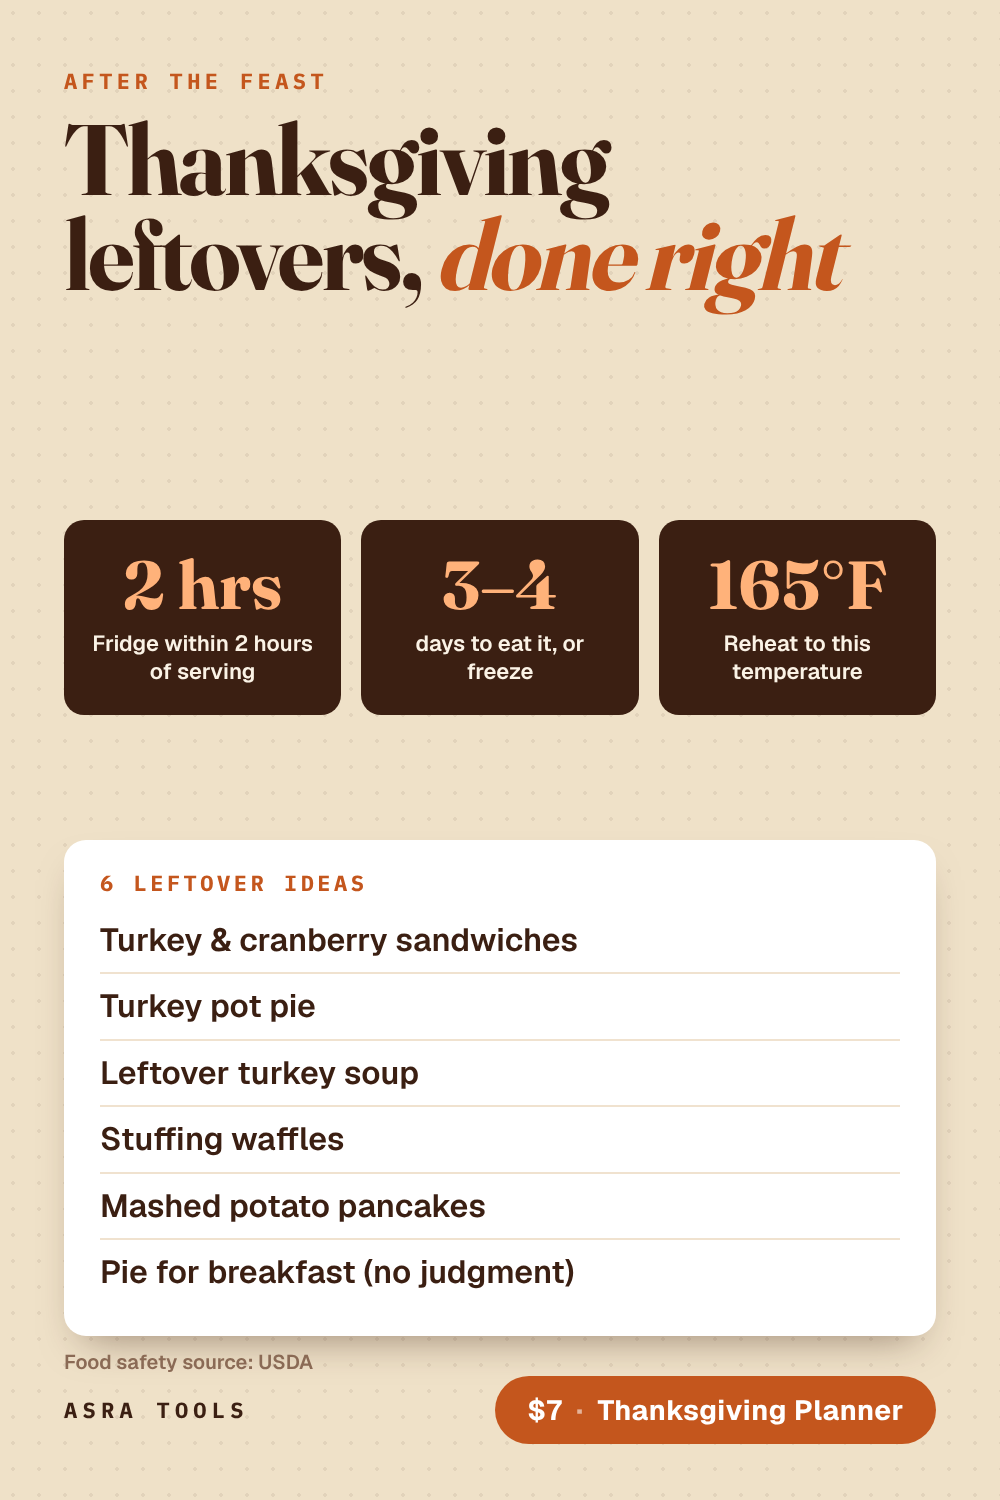 AFTER THE FEAST
Thanksgiving
leftovers, done right
2 hrs
Fridge within 2 hours
of serving
3–4
days to eat it, or
freeze
165°F
Reheat to this
temperature
6 LEFTOVER IDEAS
Turkey & cranberry sandwiches
Turkey pot pie
Leftover turkey soup
Stuffing waffles
Mashed potato pancakes
Pie for breakfast (no judgment)
Food safety source: USDA
ASRA TOOLS
$7 · Thanksgiving Planner